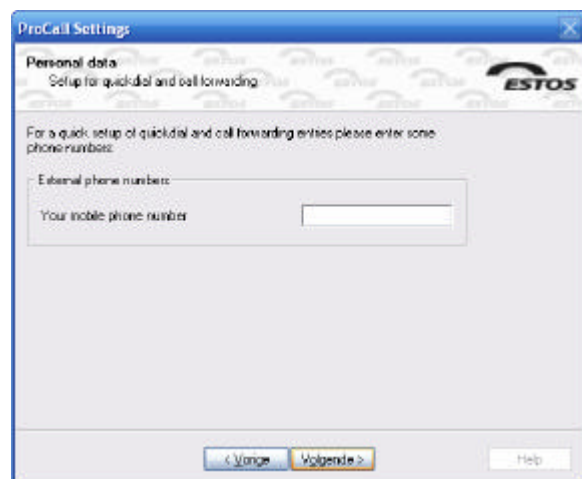 ProCall Settings
Personal data
Setup for quickdial and call forwarding
ESTOS
For a quick setup of quickdial and call forwarding entries please enter some
phone numbers:
External phone numbers
Your mobile phone number
< Vorige
Volgende >
Help